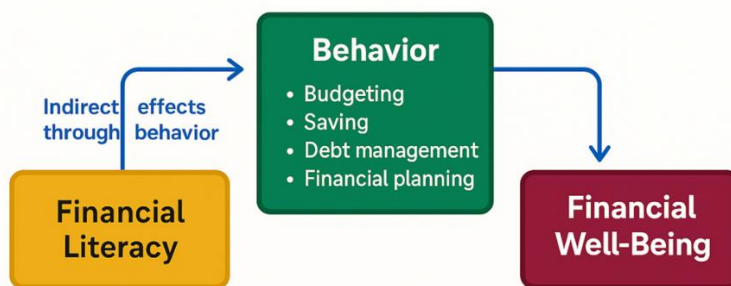 Behavior
• Budgeting
• Saving
• Debt management
• Financial planning
Indirect effects
through behavior
Financial
Literacy
Financial
Well-Being